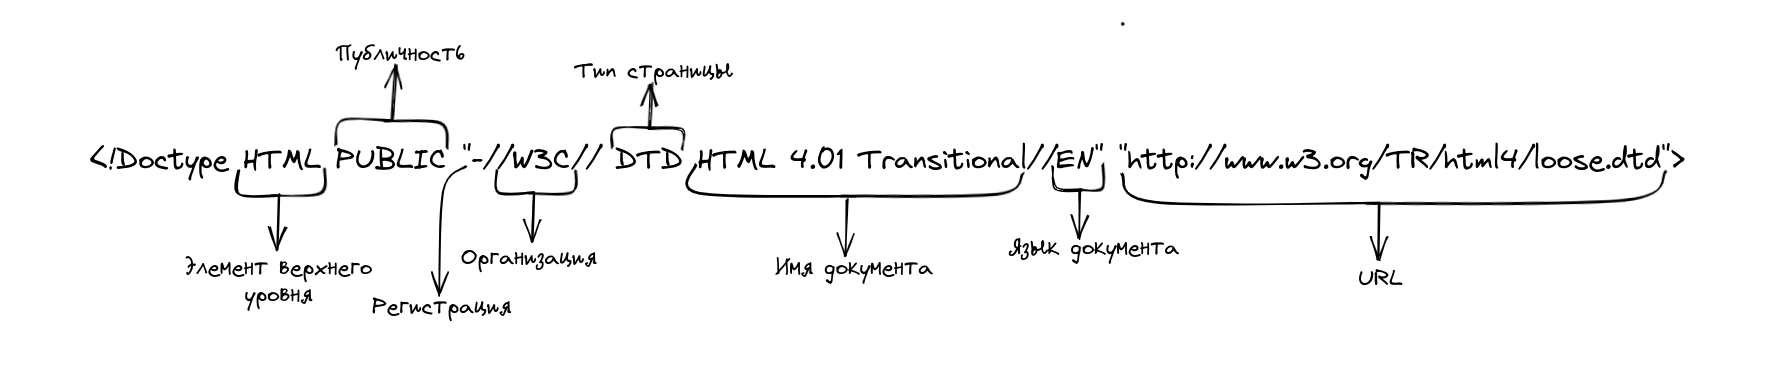 Публичность
Тип страницы
<!Doctype HTML PUBLIC "-//W3C// DTD HTML 4.01 Transitional//EN" "http://www.w3.org/TR/html4/loose.dtd">
Элемент верхнего
уровня
Регистрация
Организация
Имя документа
Язык документа
URL